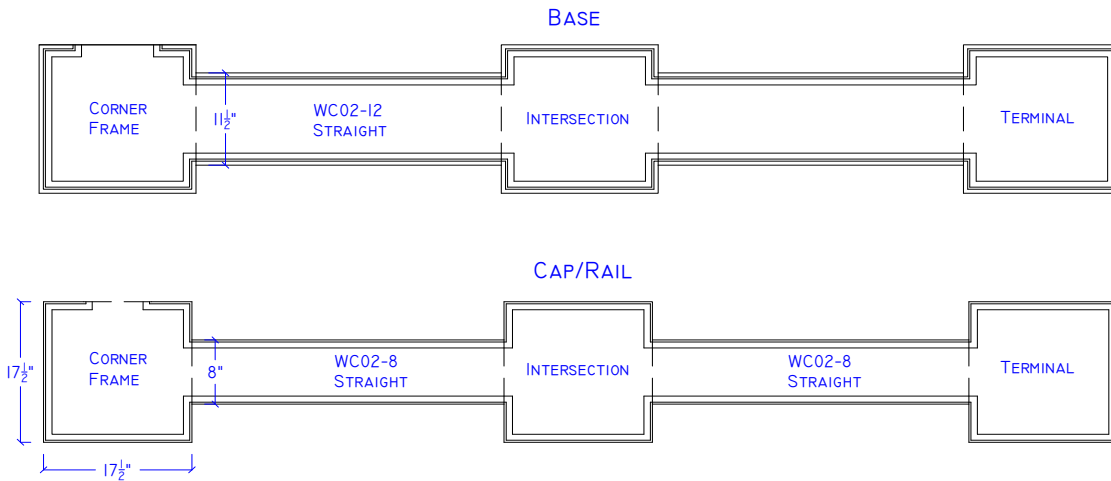 BASE
CORNER
FRAME
11½"
WC02-12
STRAIGHT
INTERSECTION
TERMINAL
CAP/RAIL
17½"
CORNER
FRAME
8"
WC02-8
STRAIGHT
INTERSECTION
WC02-8
STRAIGHT
TERMINAL
17½"